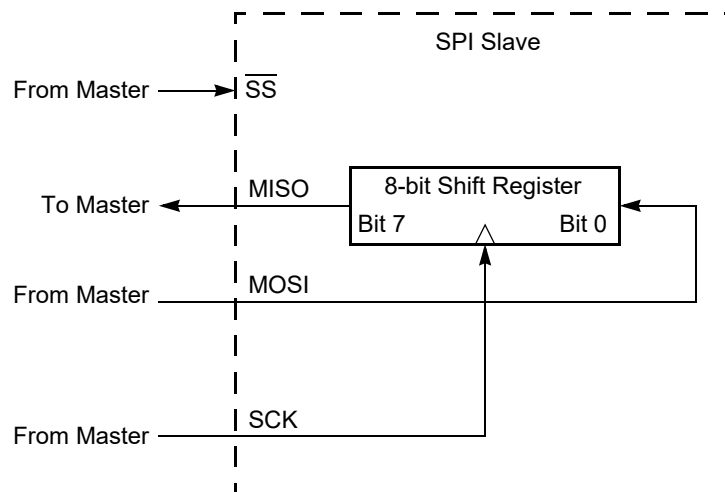 SPI Slave
From Master
S̅S̅
8-bit Shift Register
To Master
MISO
Bit 7
Bit 0
From Master
MOSI
From Master
SCK